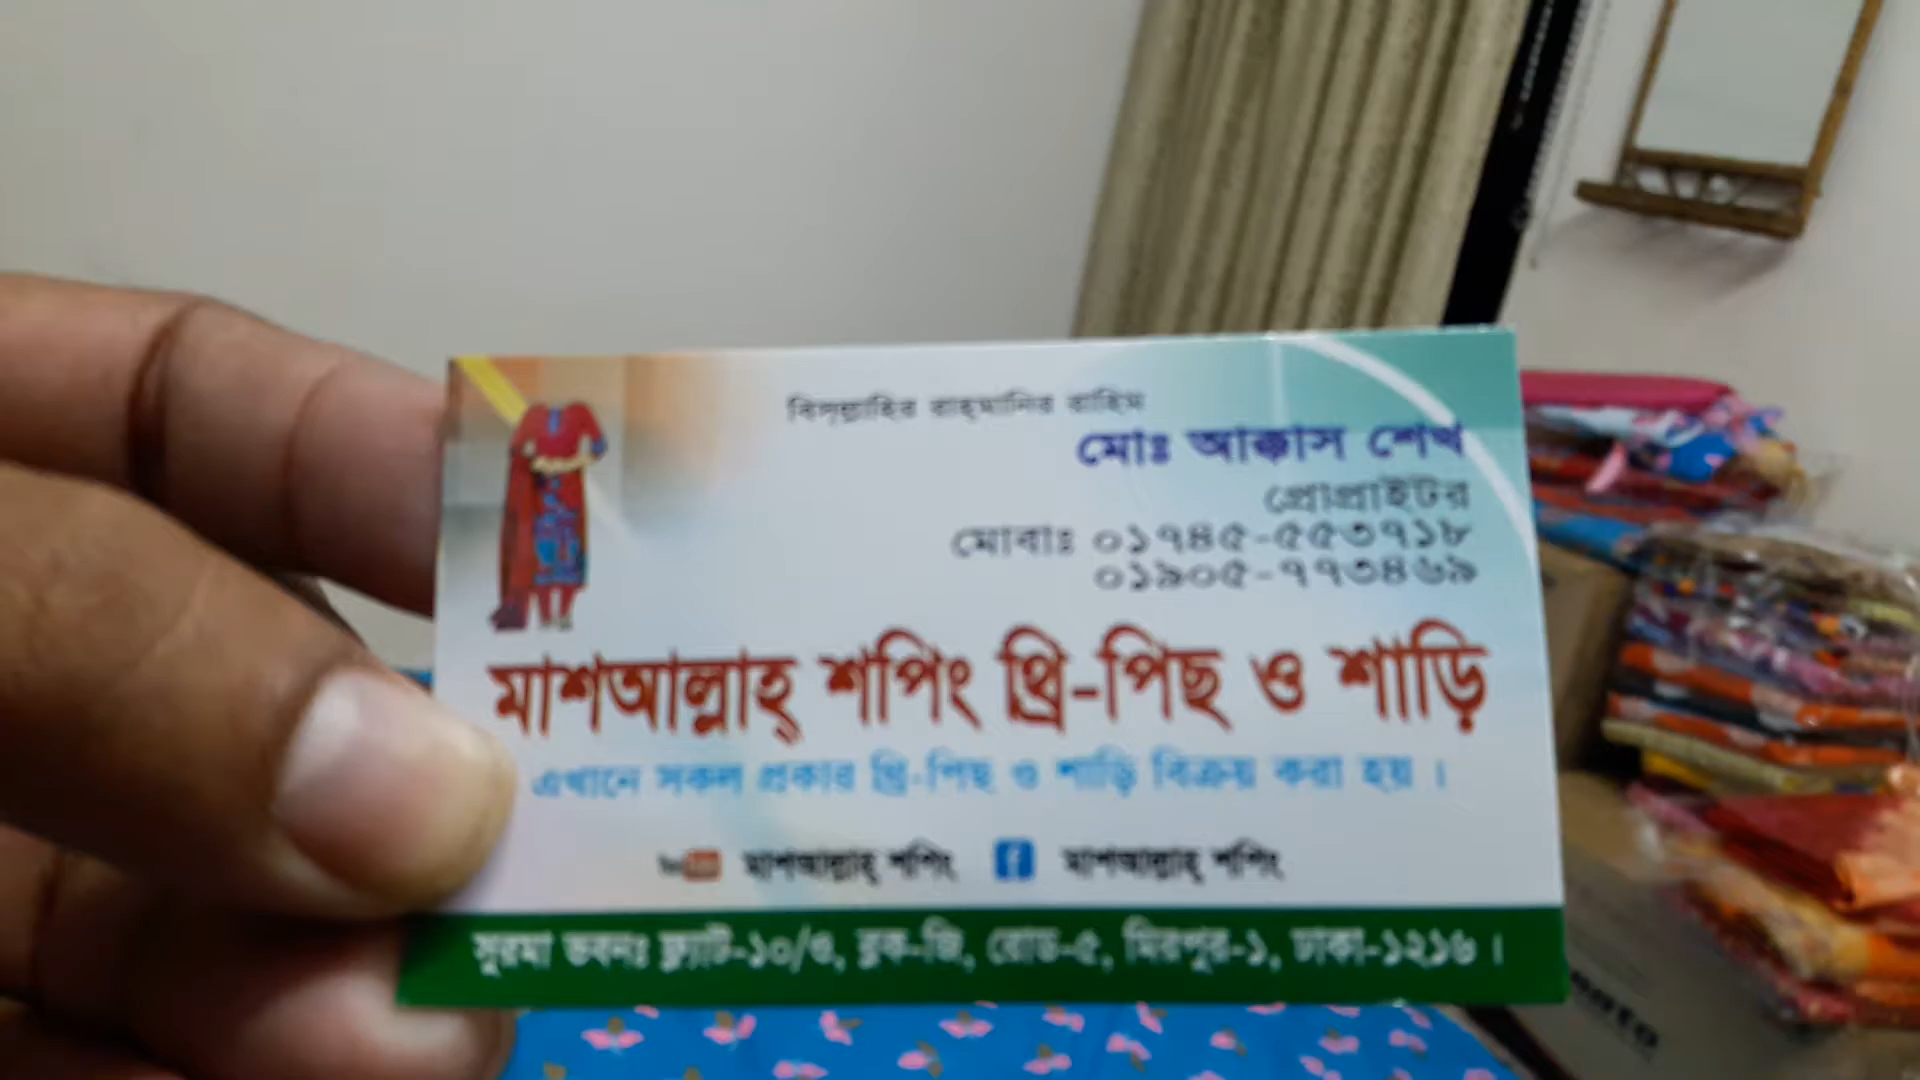 বিসমিল্লাহির রাহমানির রাহিম
মোঃ আক্কাস শেখ
প্রোপ্রাইটর
মোবাঃ ০১৭৪৫-৫৫৩৭১৮
০১৯০৫-৭৭৩৪৬৯
মাশআল্লাহ্ শপিং থ্রি-পিছ ও শাড়ি
এখানে সকল প্রকার থ্রি-পিছ ও শাড়ি বিক্রয় করা হয় ।
মাশআল্লাহ্ শপিং মাশআল্লাহ্ শপিং
সুরমা ভবনঃ ফ্ল্যাট-১০/এ, ব্লক-জি, রোড-৫, মিরপুর-১, ঢাকা-১২১৬ ।